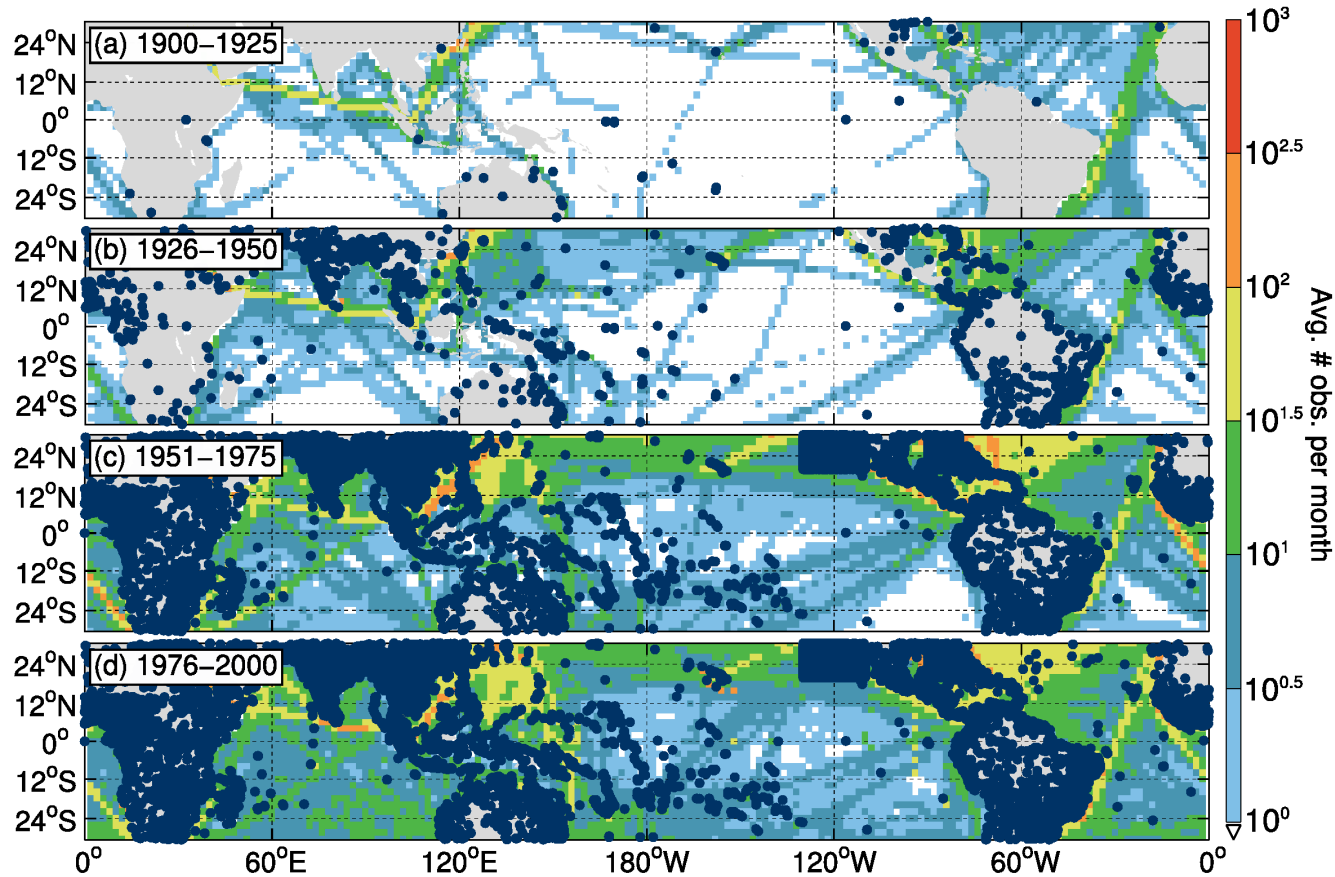 (a) 1900–1925
24°N
12°N
0°
12°S
24°S
(b) 1926–1950
24°N
12°N
0°
12°S
24°S
(c) 1951–1975
24°N
12°N
0°
12°S
24°S
(d) 1976–2000
24°N
12°N
0°
12°S
24°S
0° 60°E 120°E 180°W 120°W 60°W 0°
10³
10^2.5
10²
10^1.5
10¹
10^0.5
10⁰
Avg. # obs. per month